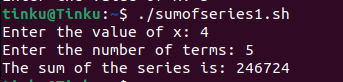 tinku@Tinku:~$ ./sumofseries1.sh
Enter the value of x: 4
Enter the number of terms: 5
The sum of the series is: 246724